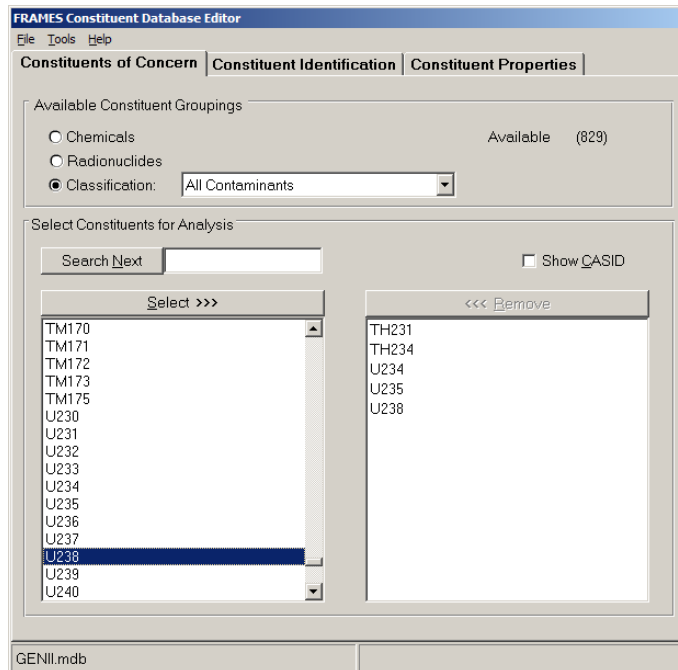 FRAMES Constituent Database Editor
File Tools Help
Constituents of Concern Constituent Identification Constituent Properties
Available Constituent Groupings
Chemicals
Available (829)
Radionuclides
Classification: All Contaminants
Select Constituents for Analysis
Search Next
Show CASID
Select >>>
<<< Remove
TM170
TM171
TM172
TM173
TM175
U230
U231
U232
U233
U234
U235
U236
U237
U238
U239
U240
TH231
TH234
U234
U235
U238
GENII.mdb